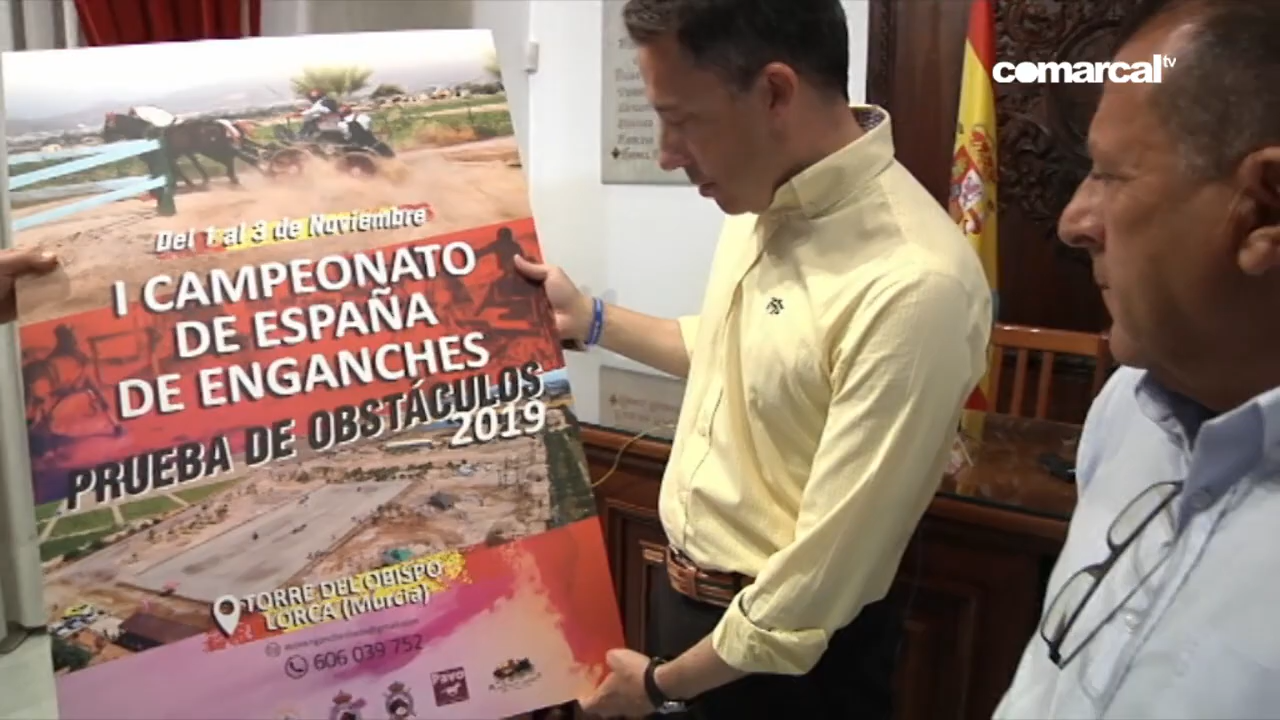 comarcal tv
Del 1 al 3 de Noviembre
I CAMPEONATO
DE ESPAÑA
DE ENGANCHES
PRUEBA DE OBSTÁCULOS
2019
TORRE DEL OBISPO
LORCA (Murcia)
606 039 752
Pavo